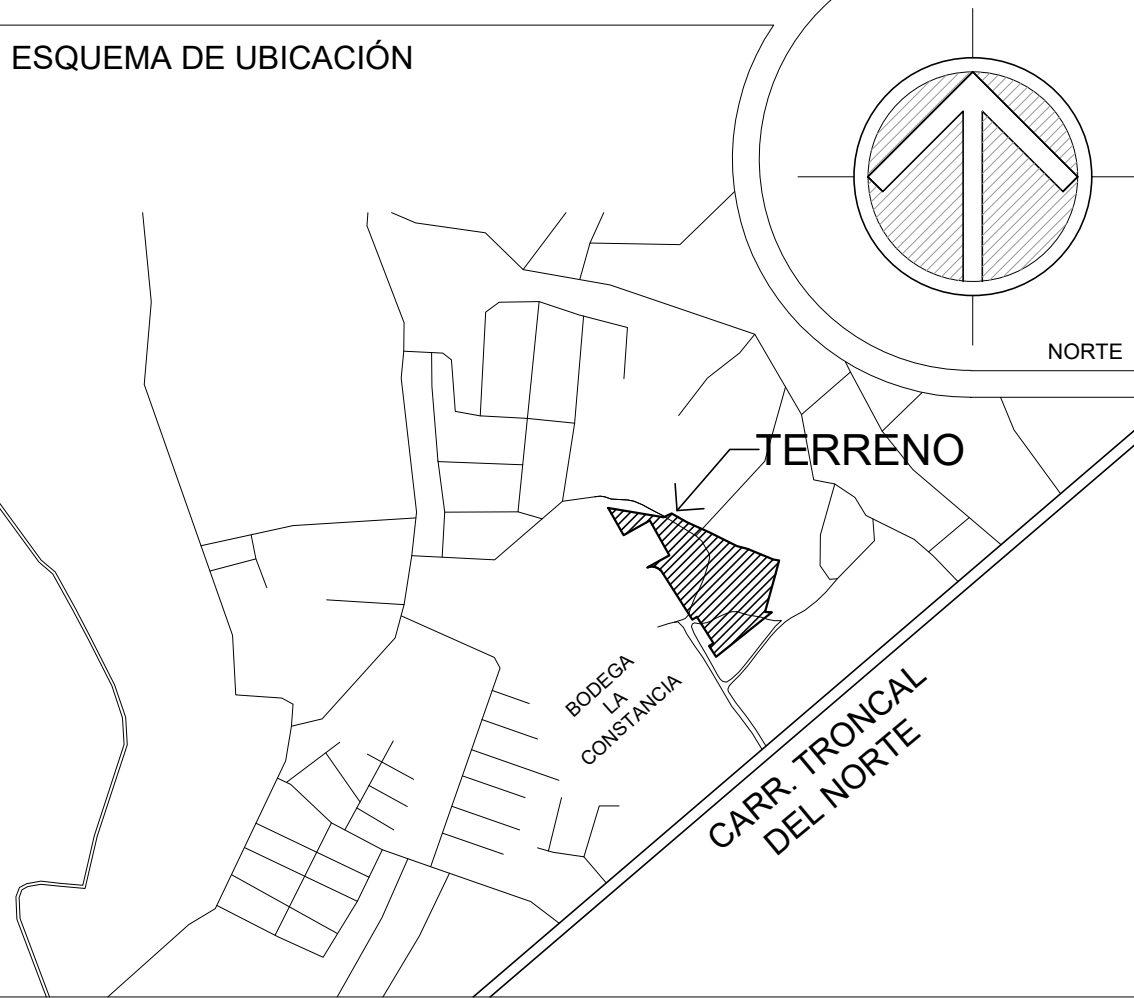 ESQUEMA DE UBICACIÓN
NORTE
TERRENO
BODEGA
LA
CONSTANCIA
CARR. TRONCAL
DEL NORTE